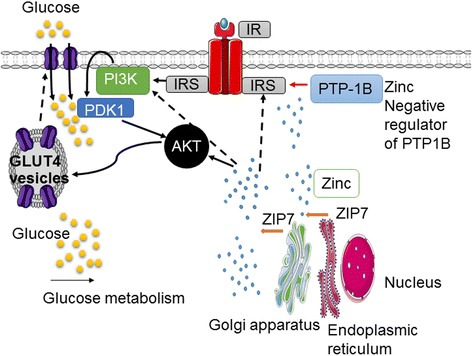 Glucose
IR
PI3K
IRS
IRS
PTP-1B
Zinc
Negative
regulator
of PTP1B
PDK1
AKT
GLUT4
vesicles
Zinc
ZIP7
ZIP7
Glucose
Glucose metabolism
Nucleus
Golgi apparatus
Endoplasmic
reticulum